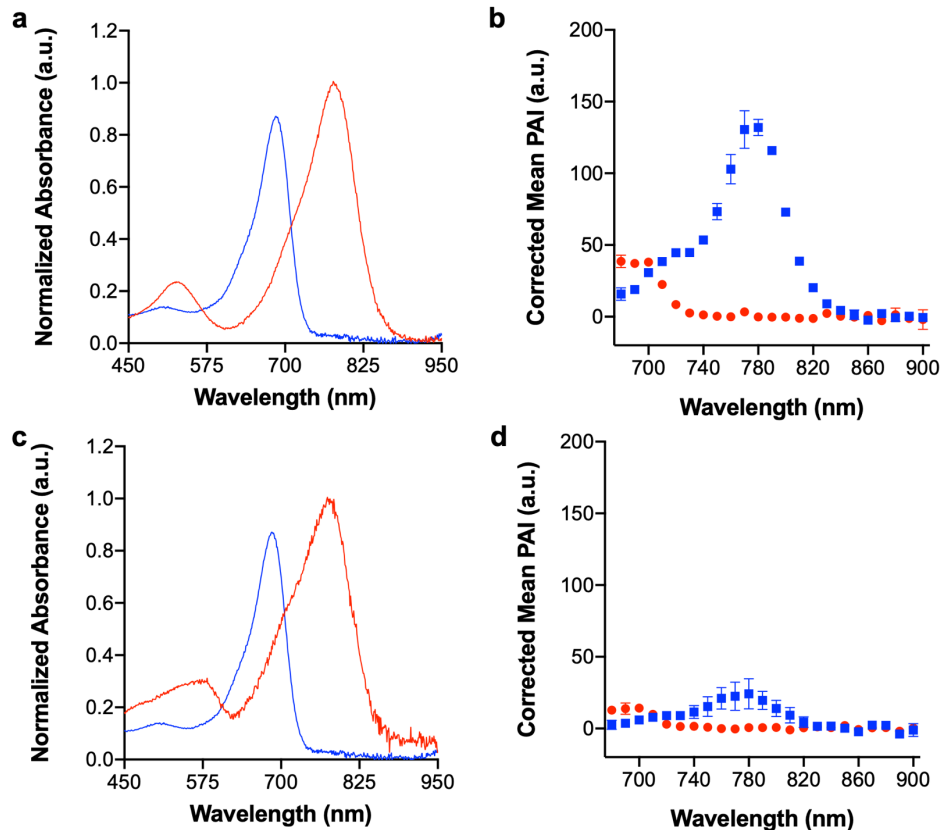 a
Normalized Absorbance (a.u.)
1.2
1.0
0.8
0.6
0.4
0.2
0.0
450 575 700 825 950
Wavelength (nm)
b
Corrected Mean PAI (a.u.)
200
150
100
50
0
700 740 780 820 860 900
Wavelength (nm)
c
Normalized Absorbance (a.u.)
1.2
1.0
0.8
0.6
0.4
0.2
0.0
450 575 700 825 950
Wavelength (nm)
d
Corrected Mean PAI (a.u.)
200
150
100
50
0
700 740 780 820 860 900
Wavelength (nm)